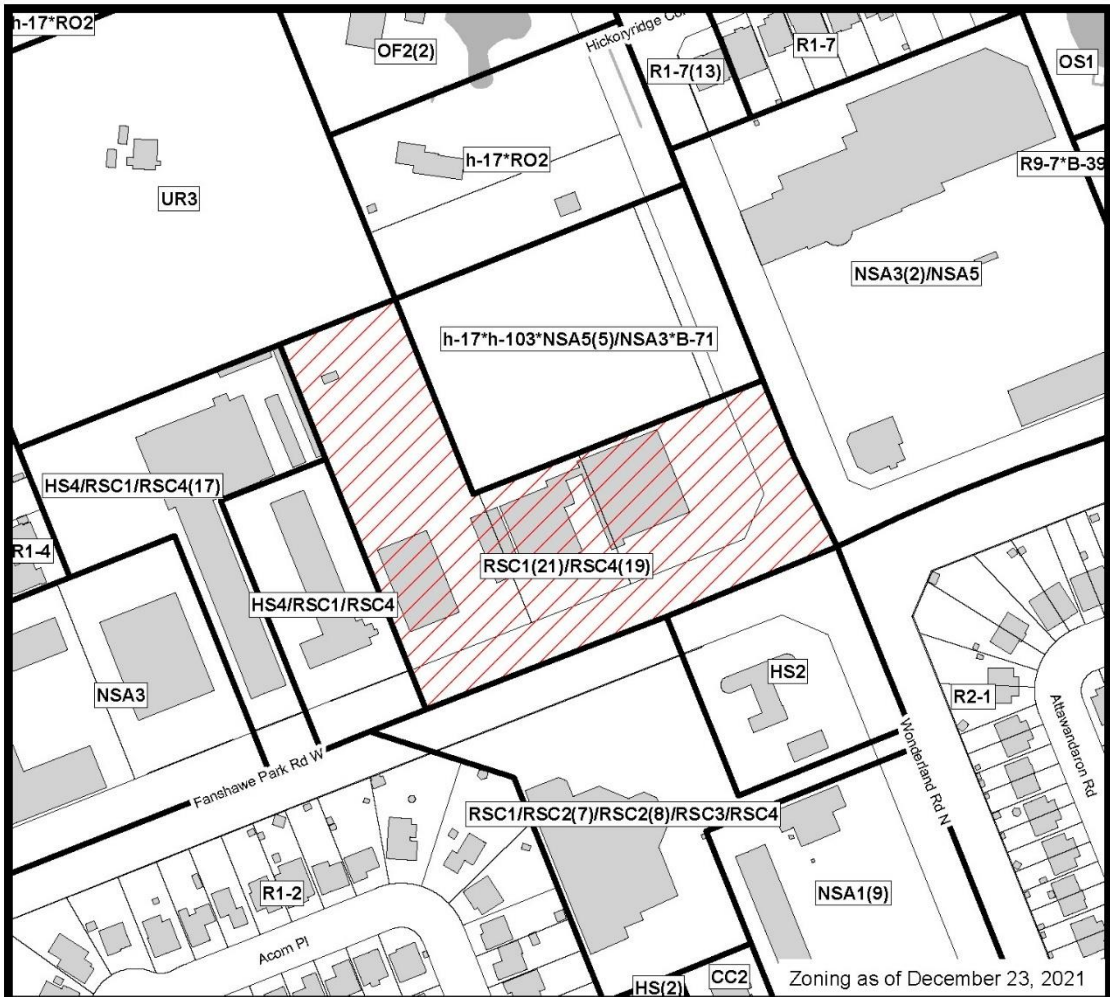 h-17*RO2
OF2(2)
Hickoryridge Co
R1-7
R1-7(13)
OS1
h-17*RO2
R9-7*B-39
UR3
NSA3(2)/NSA5
h-17*h-103*NSA5(5)/NSA3*B-71
HS4/RSC1/RSC4(17)
R1-4
RSC1(21)/RSC4(19)
HS4/RSC1/RSC4
NSA3
HS2
R2-1
Attawandaron Rd
Wonderland Rd N
Fanshawe Park Rd W
RSC1/RSC2(7)/RSC2(8)/RSC3/RSC4
R1-2
NSA1(9)
Acorn Pl
HS(2)
CC2
Zoning as of December 23, 2021